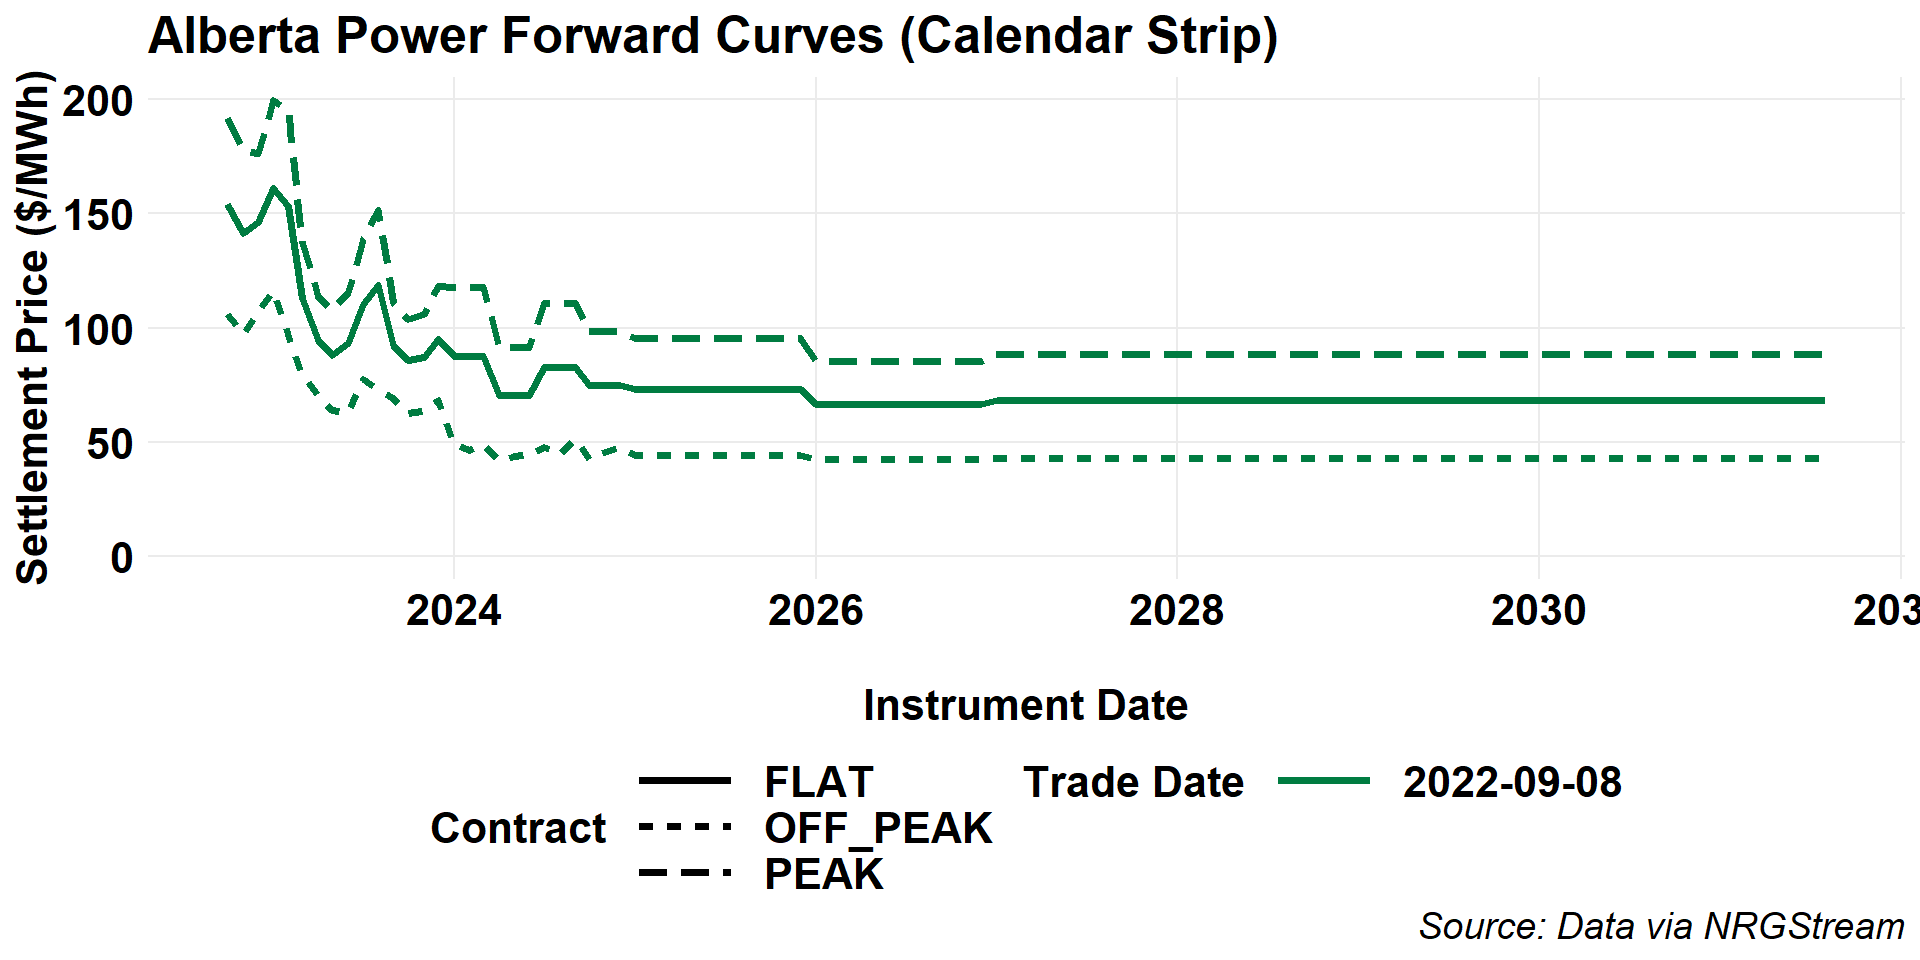 Alberta Power Forward Curves (Calendar Strip)
Settlement Price ($/MWh)
200
150
100
50
0
2024 2026 2028 2030 203
Instrument Date
Contract
FLAT
OFF_PEAK
PEAK
Trade Date 2022-09-08
Source: Data via NRGStream